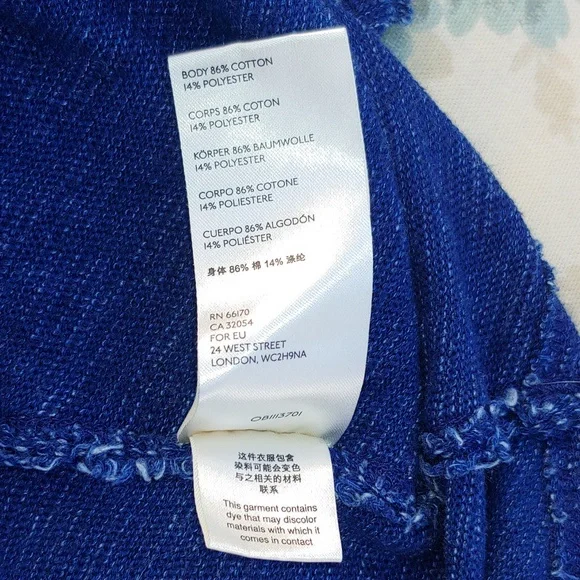 BODY 86% COTTON
14% POLYESTER
CORPS 86% COTON
14% POLYESTER
KÖRPER 86% BAUMWOLLE
14% POLYESTER
CORPO 86% COTONE
14% POLIESTERE
CUERPO 86% ALGODÓN
14% POLIÉSTER
身体 86% 棉 14% 涤纶
RN 66170
CA 32054
FOR EU
24 WEST STREET
LONDON, WC2H9NA
OB1113701
这件衣服包含
染料可能会变色
与之相关的材料
联系
This garment contains
dye that may discolor
materials with which it
comes in contact